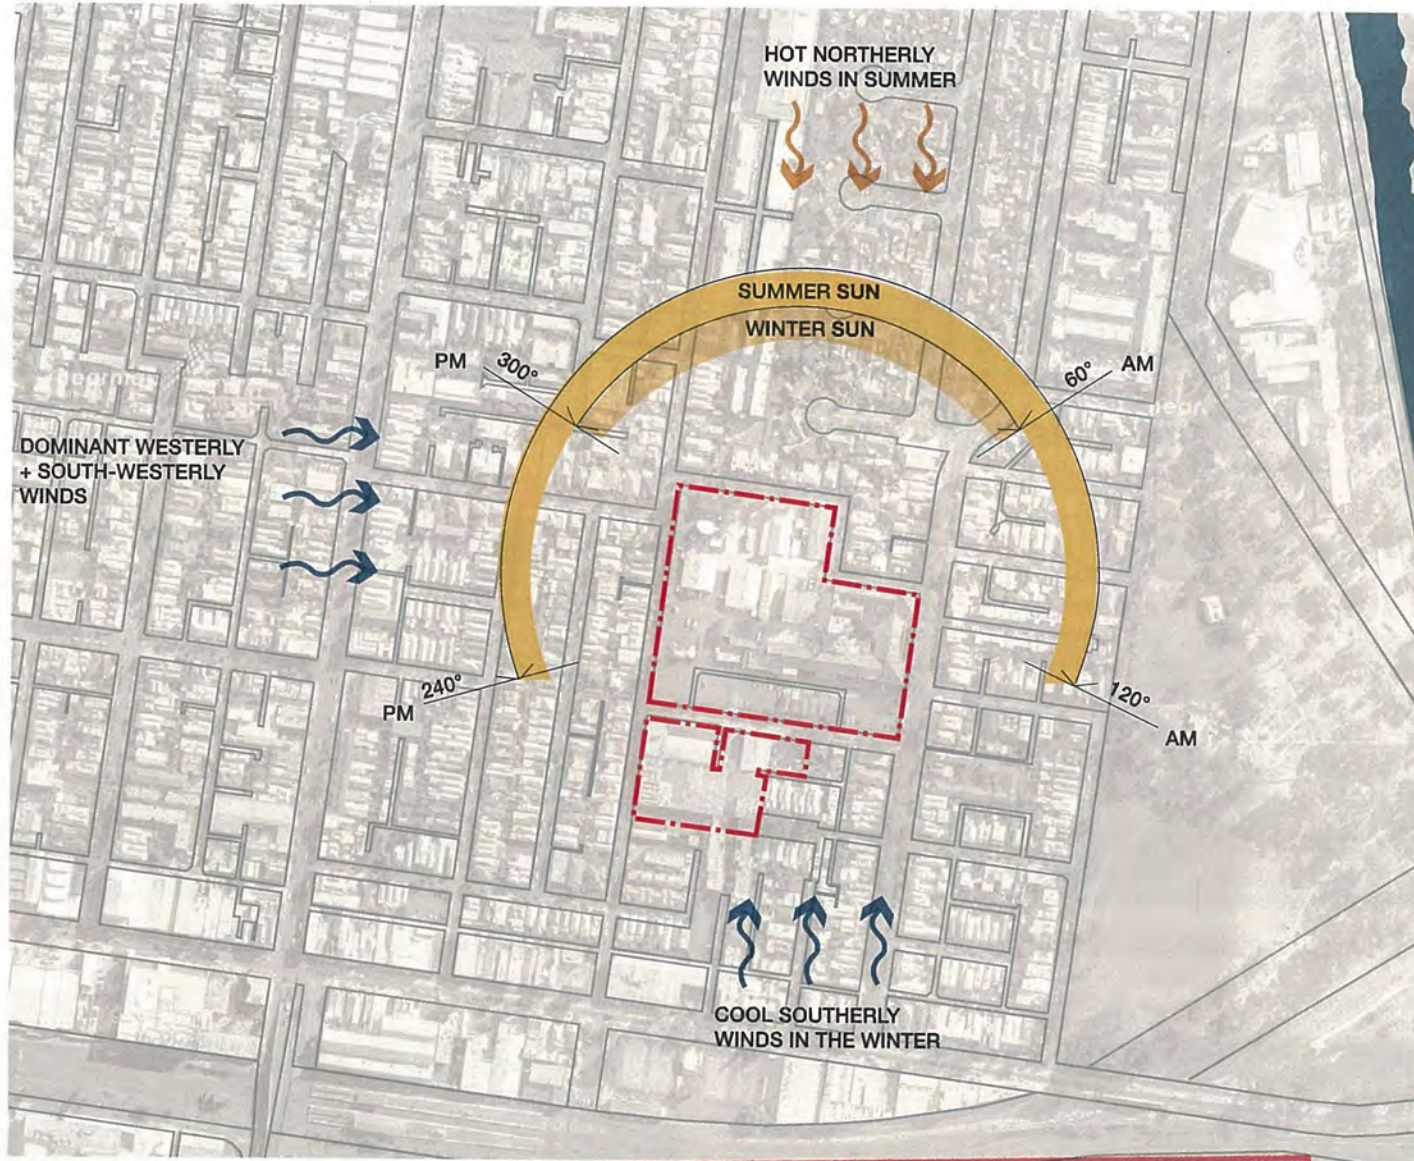 HOT NORTHERLY
WINDS IN SUMMER
SUMMER SUN
WINTER SUN
PM
300°
60°
AM
DOMINANT WESTERLY
+ SOUTH-WESTERLY
WINDS
240°
PM
120°
AM
COOL SOUTHERLY
WINDS IN THE WINTER